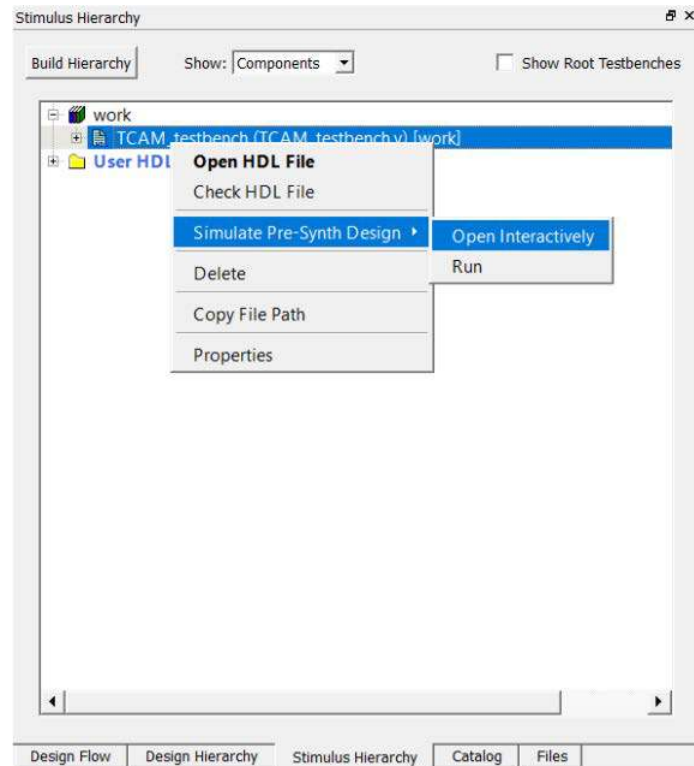 Stimulus Hierarchy
Build Hierarchy Show: Components Show Root Testbenches
work
TCAM_testbench (TCAM_testbench.v) [work]
User HDL
Open HDL File
Check HDL File
Simulate Pre-Synth Design
Open Interactively
Run
Delete
Copy File Path
Properties
Design Flow Design Hierarchy Stimulus Hierarchy Catalog Files